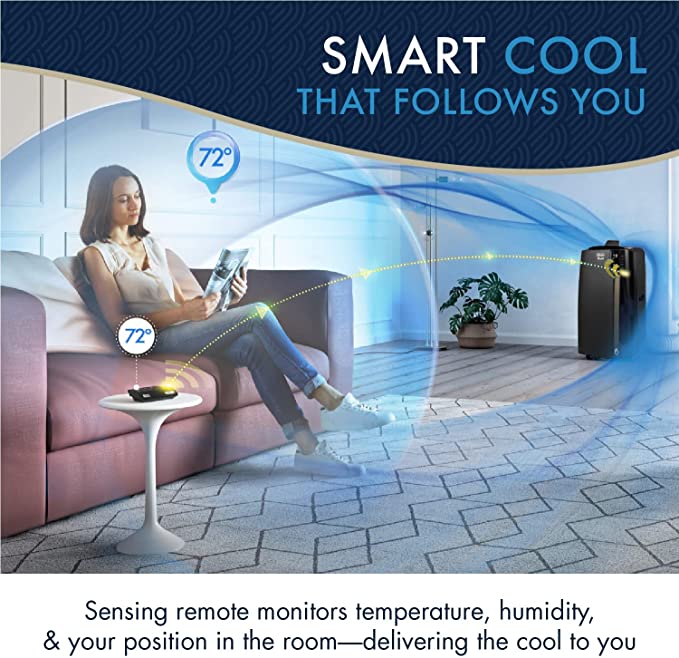 SMART COOL
THAT FOLLOWS YOU
72°
72°
Sensing remote monitors temperature, humidity,
& your position in the room—delivering the cool to you